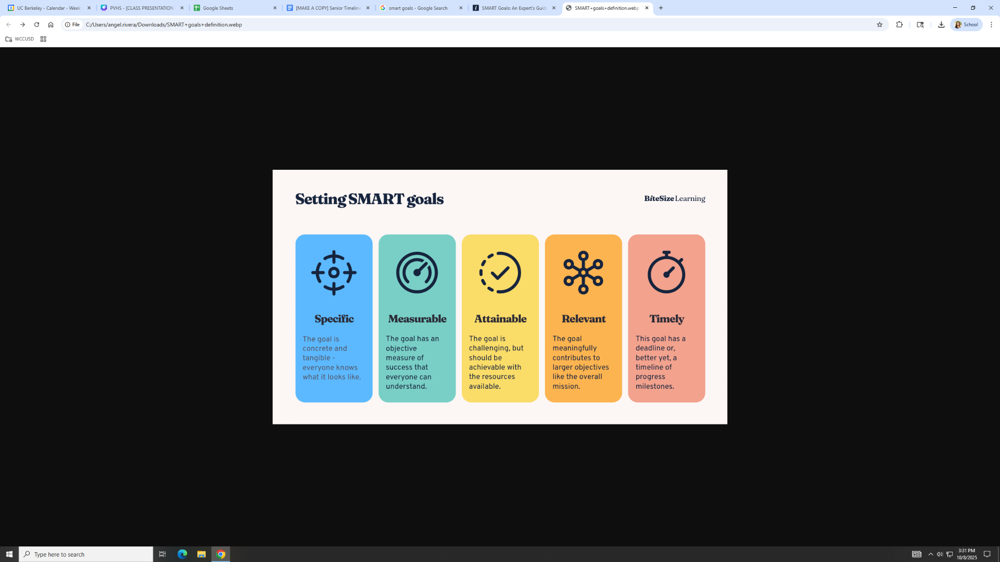 UC Berkeley - Calendar - Week
PVHS - [CLASS PRESENTATION
Google Sheets
[MAKE A COPY] Senior Timeline
smart goals - Google Search
SMART Goals: An Expert's Guide
SMART+goals+definition.webp
File
C:/Users/angel.rivera/Downloads/SMART+goals+definition.webp
School
WCCUSD
Setting SMART goals
BiteSize Learning
Specific
The goal is
concrete and
tangible -
everyone knows
what it looks like.
Measurable
The goal has an
objective
measure of
success that
everyone can
understand.
Attainable
The goal is
challenging, but
should be
achievable with
the resources
available.
Relevant
The goal
meaningfully
contributes to
larger objectives
like the overall
mission.
Timely
This goal has a
deadline or,
better yet, a
timeline of
progress
milestones.
Type here to search
3:31 PM
10/8/2025